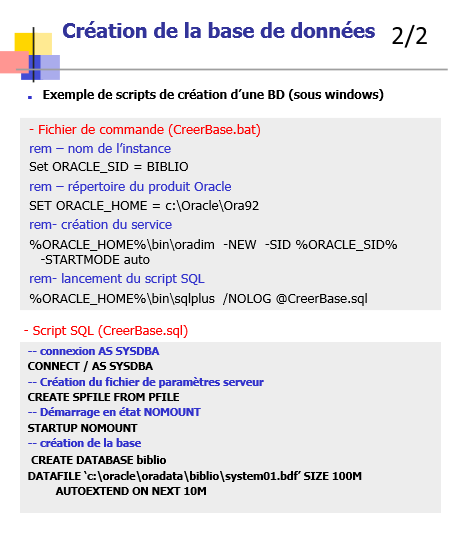 Création de la base de données 2/2
Exemple de scripts de création d’une BD (sous windows)
- Fichier de commande (CreerBase.bat)
rem – nom de l’instance
Set ORACLE_SID = BIBLIO
rem – répertoire du produit Oracle
SET ORACLE_HOME = c:\Oracle\Ora92
rem- création du service
%ORACLE_HOME%\bin\oradim -NEW -SID %ORACLE_SID%
-STARTMODE auto
rem- lancement du script SQL
%ORACLE_HOME%\bin\sqlplus /NOLOG @CreerBase.sql
- Script SQL (CreerBase.sql)
-- connexion AS SYSDBA
CONNECT / AS SYSDBA
-- Création du fichier de paramètres serveur
CREATE SPFILE FROM PFILE
-- Démarrage en état NOMOUNT
STARTUP NOMOUNT
-- création de la base
CREATE DATABASE biblio
DATAFILE ‘c:\oracle\oradata\biblio\system01.bdf’ SIZE 100M
AUTOEXTEND ON NEXT 10M